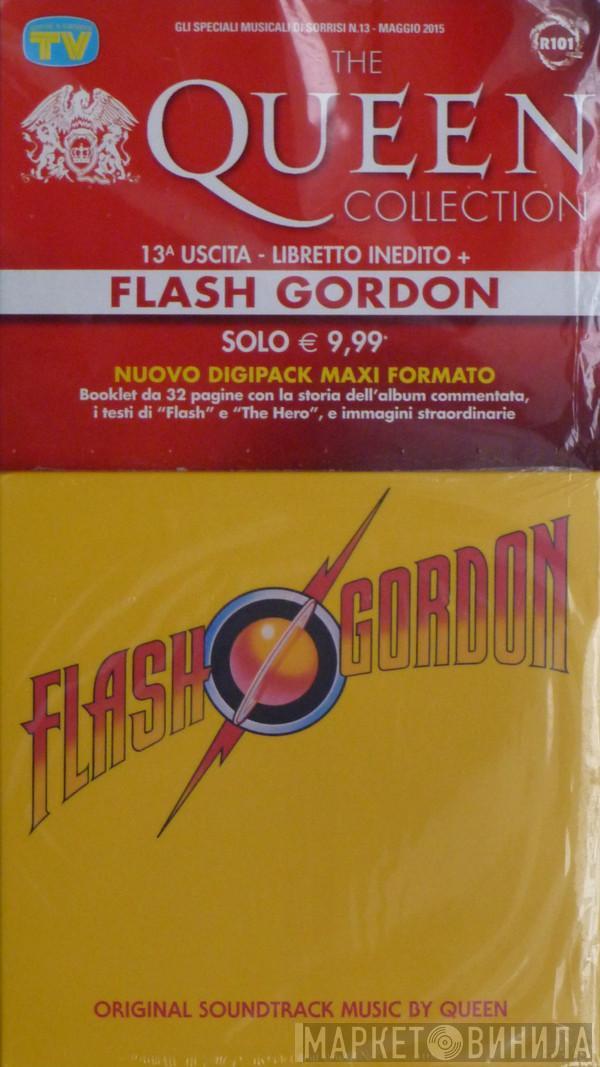 GLI SPECIALI MUSICALI DI SORRISI N.13 - MAGGIO 2015
TV
R101
THE
QUEEN
COLLECTION
13A USCITA - LIBRETTO INEDITO +
FLASH GORDON
SOLO € 9,99*
NUOVO DIGIPACK MAXI FORMATO
Booklet da 32 pagine con la storia dell'album commentata,
i testi di "Flash" e "The Hero", e immagini straordinarie
FLASH GORDON
ORIGINAL SOUNDTRACK MUSIC BY QUEEN
МАРКЕТ ВИНИЛА